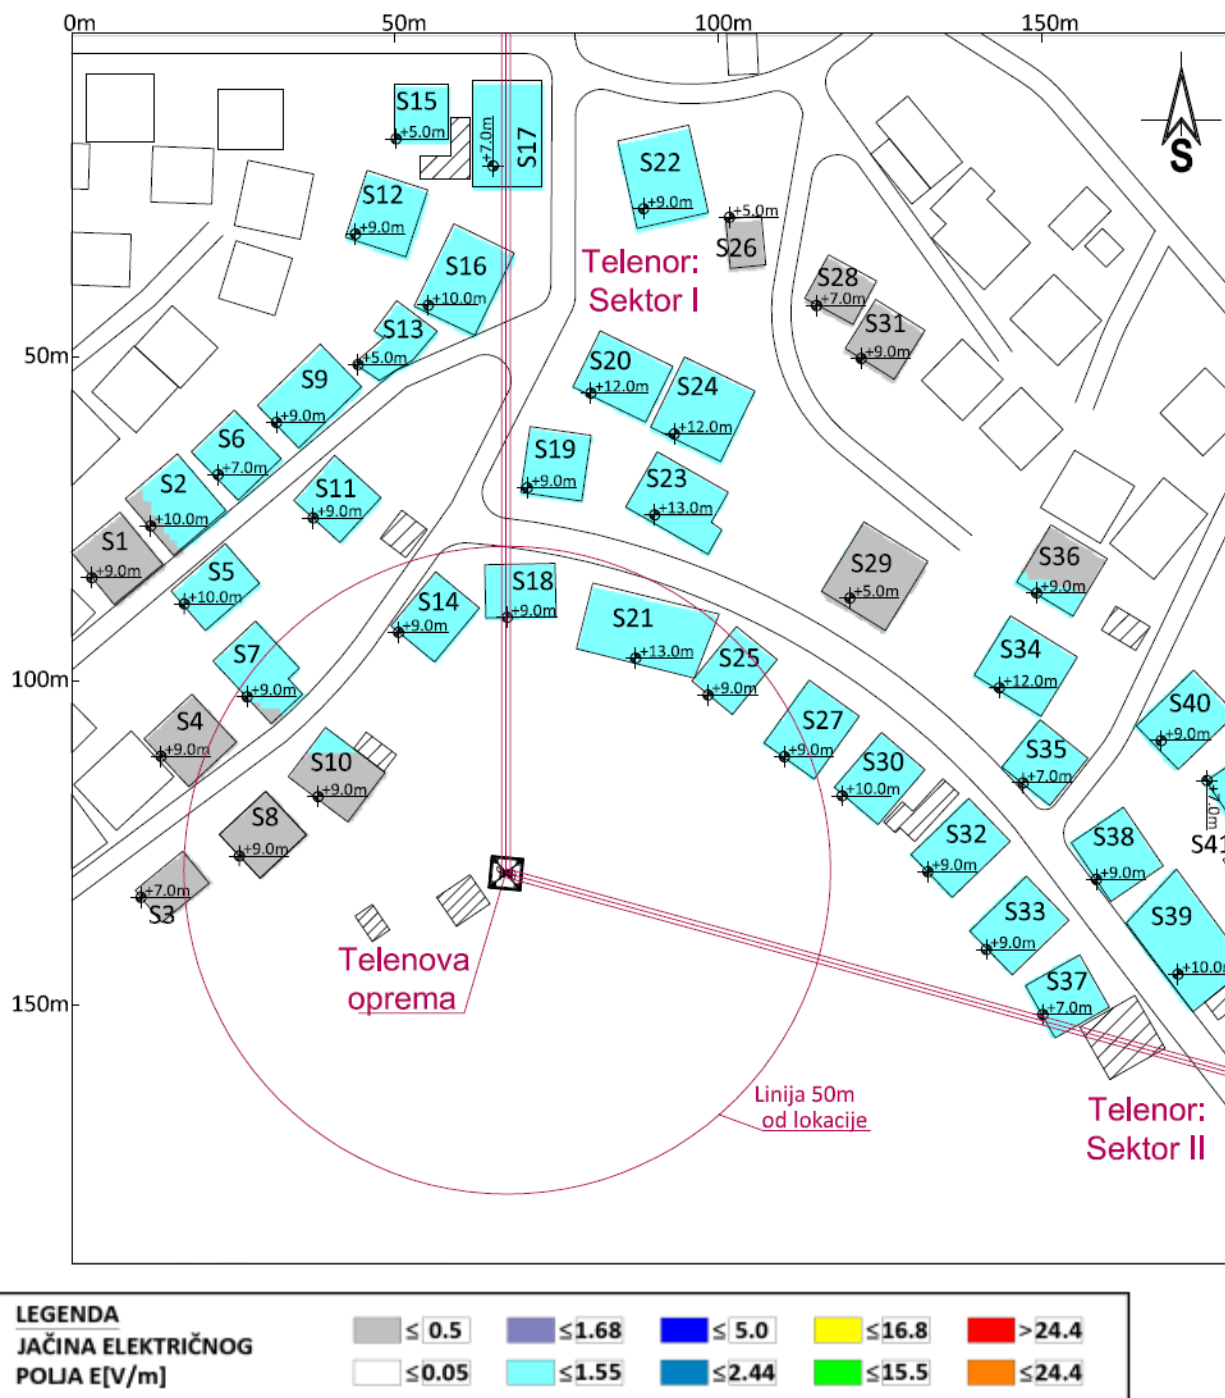 0m
50m
100m
150m
S15
+5.0m
+7.0m
S17
S12
+9.0m
S22
+9.0m
+5.0m
S26
S
S16
+10.0m
Telenor:
Sektor I
S28
+7.0m
S13
+5.0m
S31
+9.0m
50m
S9
+9.0m
S20
+12.0m
S24
+12.0m
S6
+7.0m
S19
+9.0m
S2
+10.0m
S11
+9.0m
S23
+13.0m
S1
+9.0m
S5
+10.0m
S29
+5.0m
S36
+9.0m
S14
+9.0m
S18
+9.0m
S21
+13.0m
S7
+9.0m
S25
+9.0m
S34
+12.0m
100m
S4
+9.0m
S27
+9.0m
S40
+9.0m
S10
+9.0m
S30
+10.0m
S35
+7.0m
+7.0m
S41
S8
+9.0m
S32
+9.0m
S38
+9.0m
+7.0m
S3
S33
+9.0m
S39
+10.0m
Telenova
oprema
150m
S37
+7.0m
Linija 50m
od lokacije
Telenor:
Sektor II
LEGENDA
JAČINA ELEKTRIČNOG
POLJA E[V/m]
≤ 0.5 ≤1.68 ≤ 5.0 ≤16.8 >24.4
≤0.05 ≤1.55 ≤2.44 ≤15.5 ≤24.4